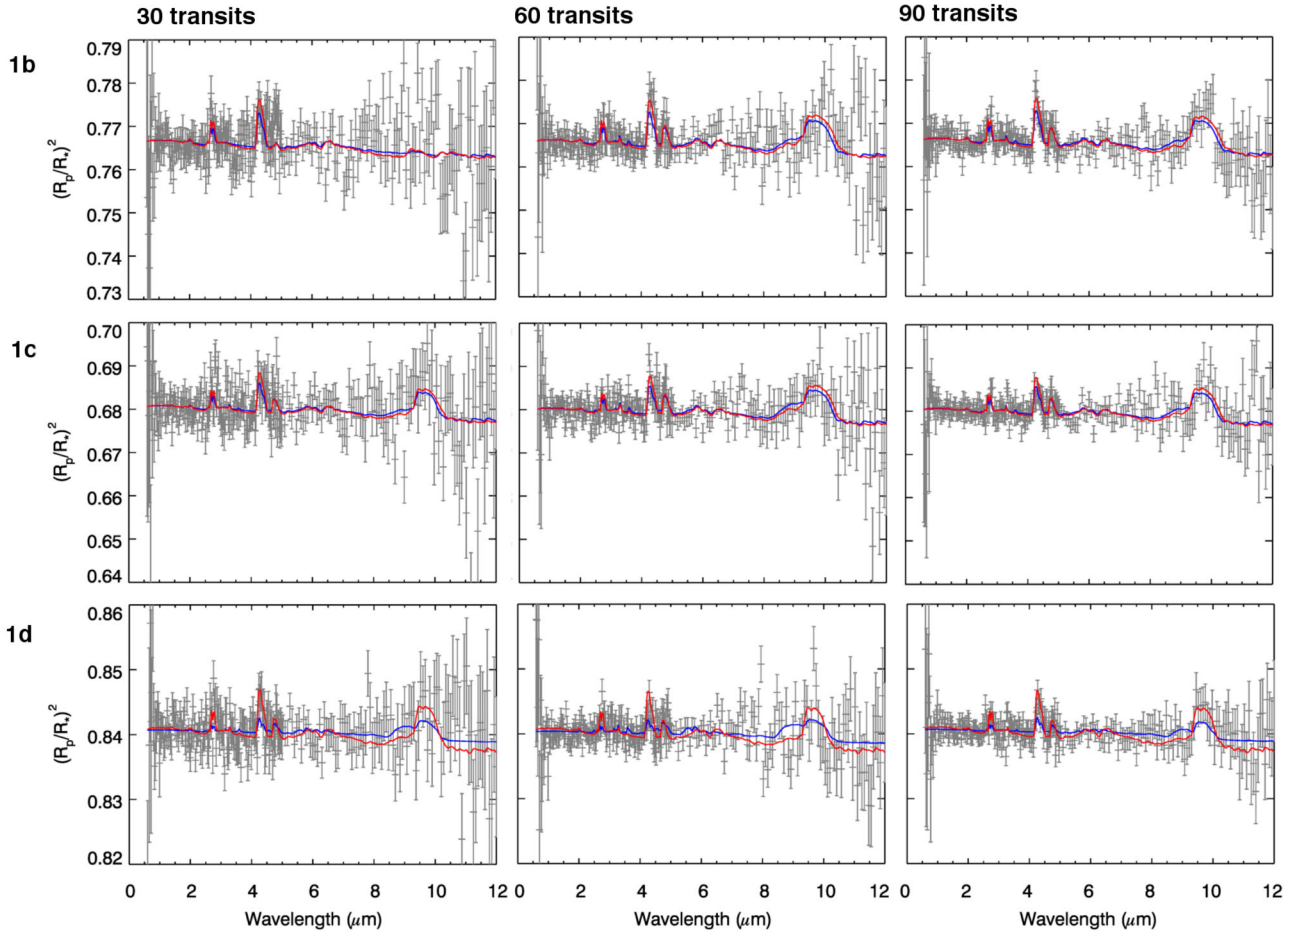 30 transits 60 transits 90 transits
1b
0.79
0.78
0.77
0.76
0.75
0.74
0.73
(Rp/R*)²
1c
0.70
0.69
0.68
0.67
0.66
0.65
0.64
(Rp/R*)²
1d
0.86
0.85
0.84
0.83
0.82
(Rp/R*)²
0 2 4 6 8 10 12 0 2 4 6 8 10 12 0 2 4 6 8 10 12
Wavelength (μm) Wavelength (μm) Wavelength (μm)